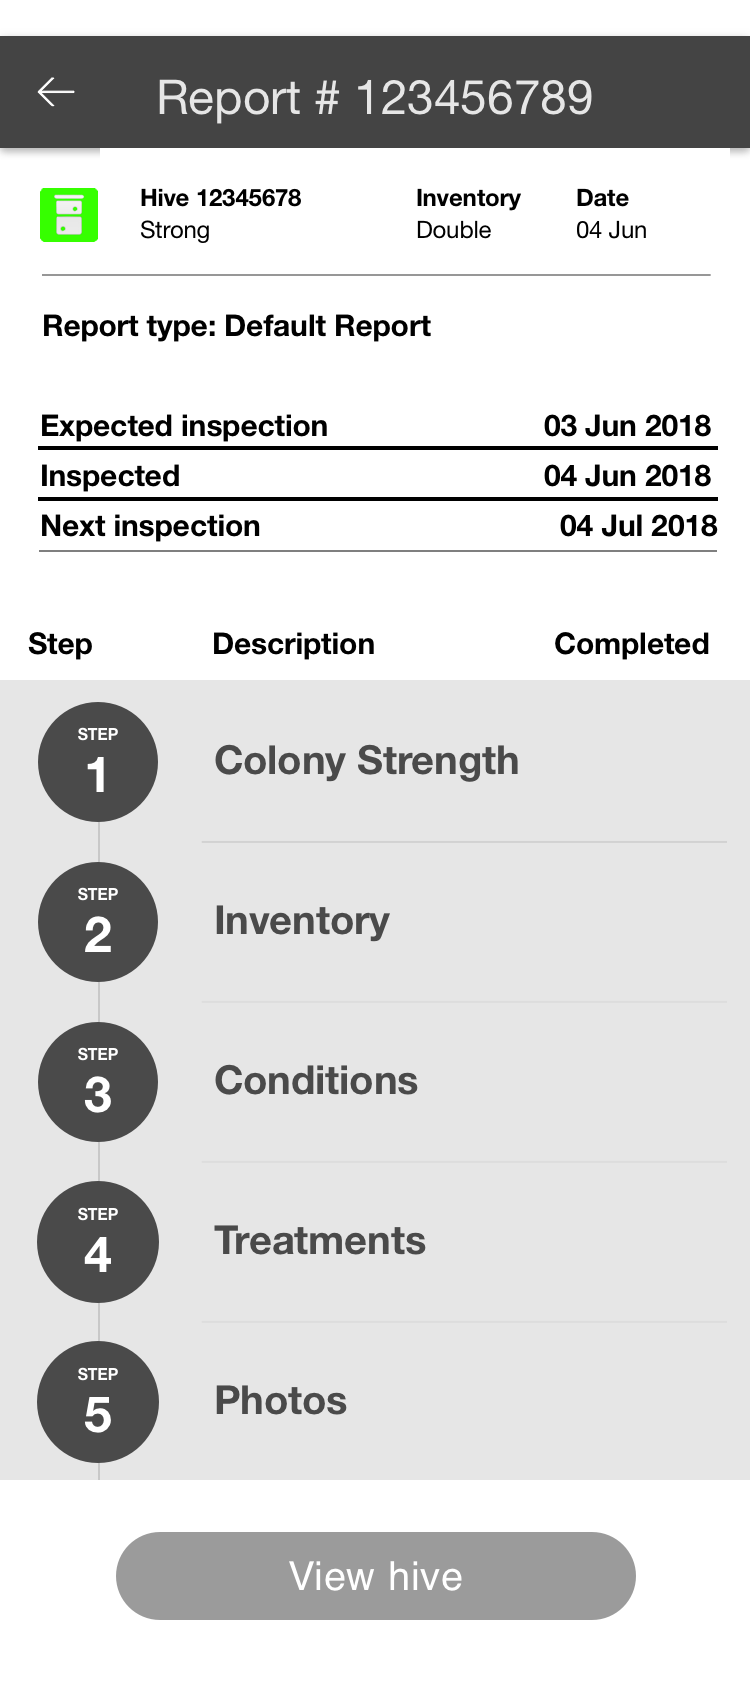 Report # 123456789
Hive 12345678 Inventory Date
Strong Double 04 Jun
Report type: Default Report
Expected inspection 03 Jun 2018
Inspected 04 Jun 2018
Next inspection 04 Jul 2018
Step Description Completed
STEP
1 Colony Strength
STEP
2 Inventory
STEP
3 Conditions
STEP
4 Treatments
STEP
5 Photos
View hive